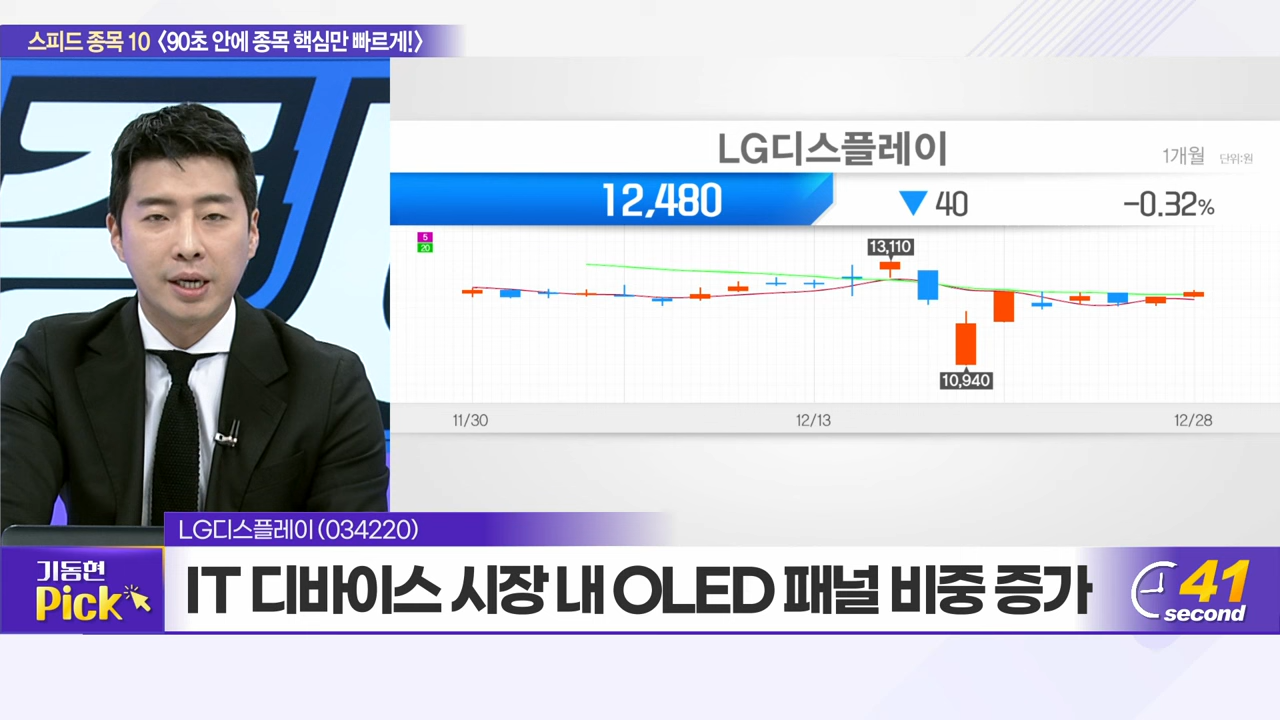 스피드 종목 10 〈90초 안에 종목 핵심만 빠르게!〉
LG디스플레이
1개월 단위:원
12,480 ▼ 40 -0.32%
5
20
13,110
10,940
11/30 12/13 12/28
LG디스플레이(034220)
기동현
Pick
IT 디바이스 시장 내 OLED 패널 비중 증가
41
second